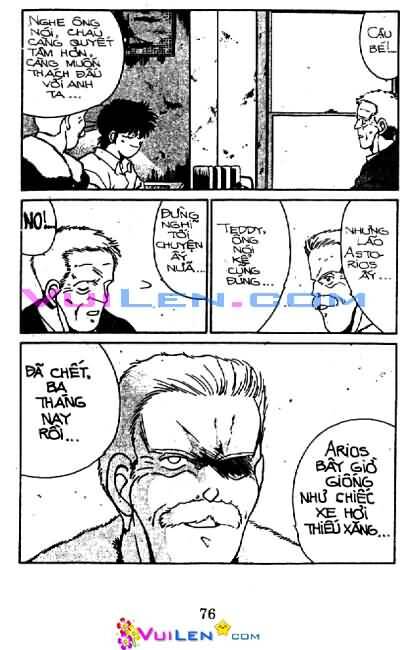 NGHE ÔNG
NÓI, CHÁU
CÀNG QUYẾT
TÂM HƠN,
CÀNG MUỐN
THÁCH ĐẤU
VỚI ANH
TA...
CẬU
BÉ!..
NO!..
ĐỪNG
NGHĨ
TỚI
CHUYỆN
ẤY
NỮA...
TEDDY,
ÔNG
NÓI
KỂ
CŨNG
ĐÚNG...
NHƯNG
LÃO
ASTO-
RIOS
ẤY...
VuiLen.com
ĐÃ CHẾT,
BA
THÁNG
NAY
RỒI...
ARIOS
BÂY GIỜ
GIỐNG
NHƯ CHIẾC
XE HƠI
THIẾU XĂNG...
76
VuiLen.com